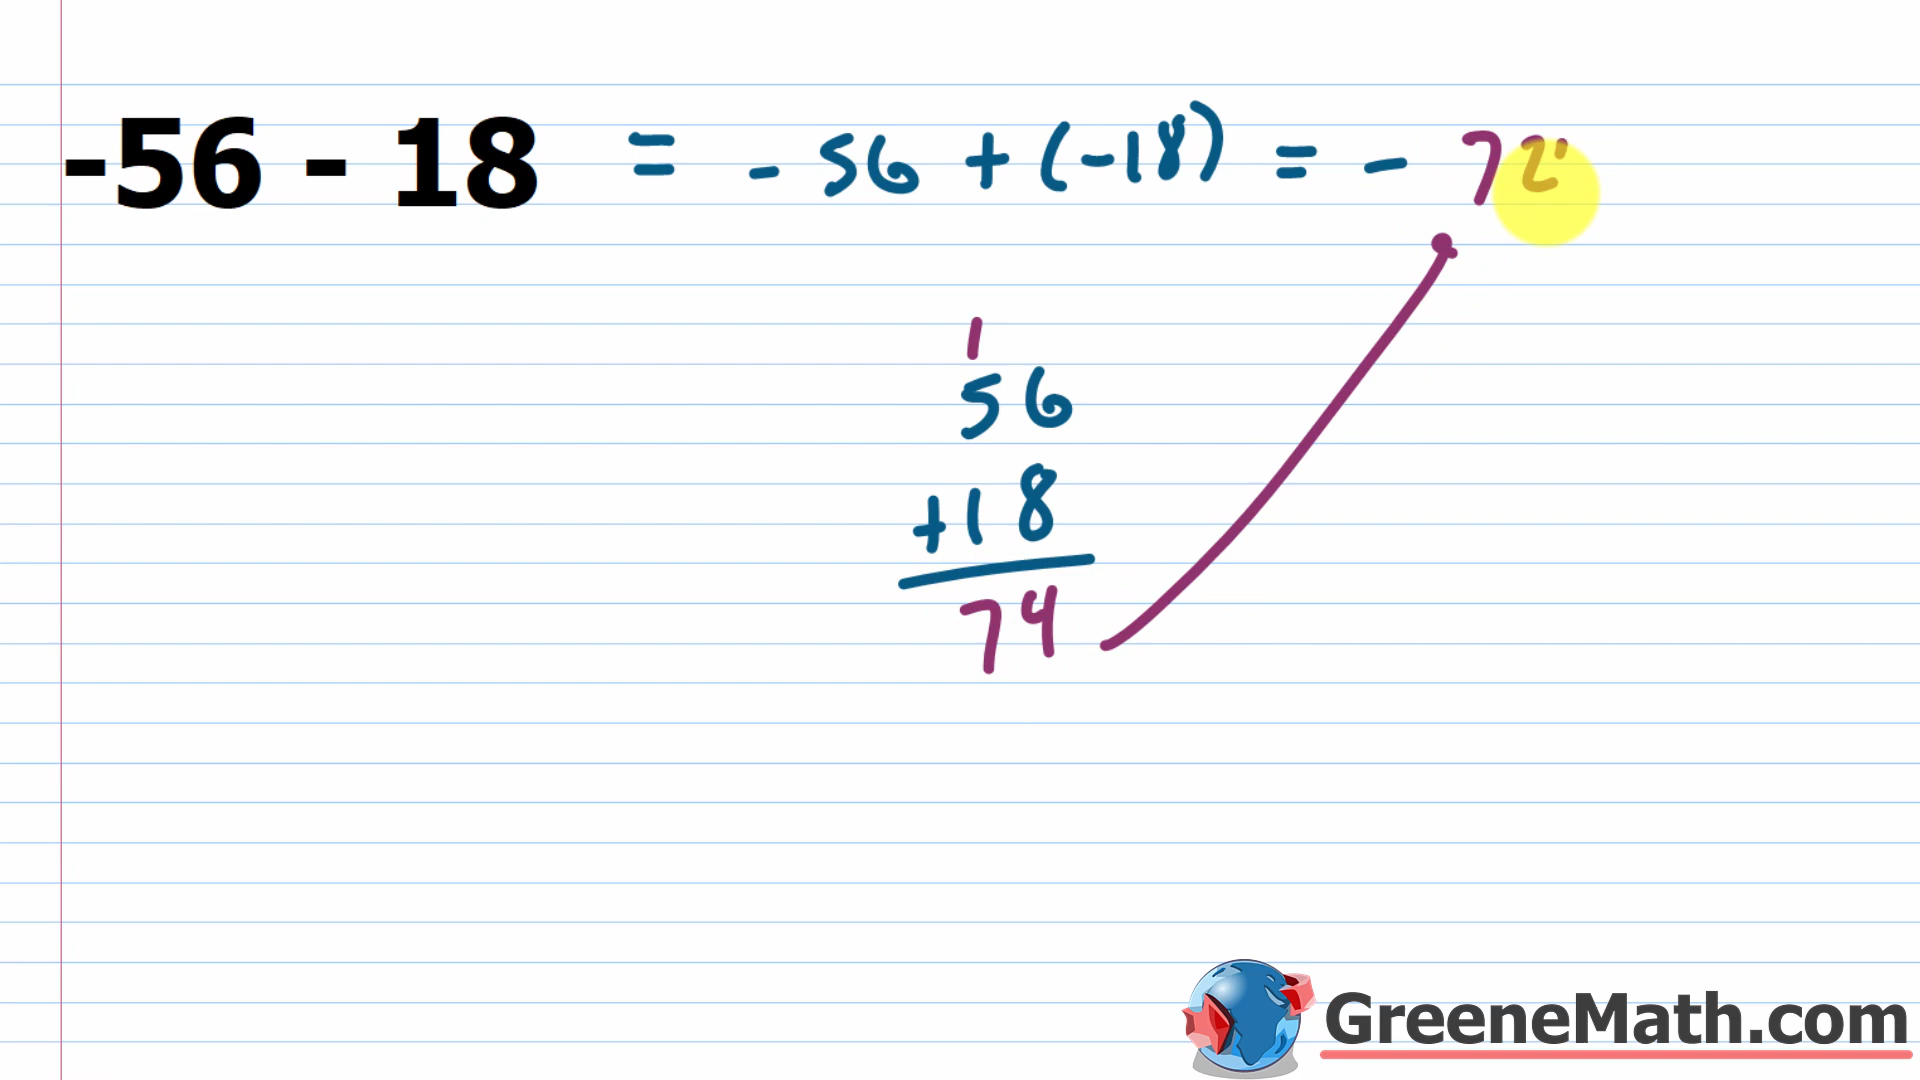 -56 - 18 = - 56 + (-18) = - 72
1
56
+18
74
GreeneMath.com